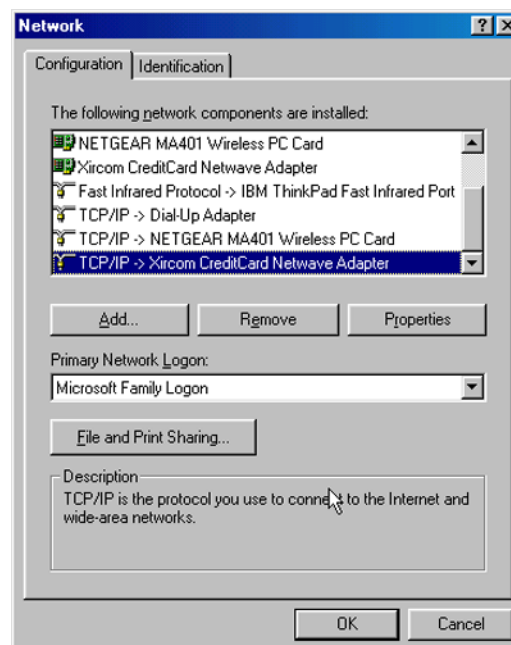 Network
Configuration Identification
The following network components are installed:
NETGEAR MA401 Wireless PC Card
Xircom CreditCard Netwave Adapter
Fast Infrared Protocol -> IBM ThinkPad Fast Infrared Port
TCP/IP -> Dial-Up Adapter
TCP/IP -> NETGEAR MA401 Wireless PC Card
TCP/IP -> Xircom CreditCard Netwave Adapter
Add... Remove Properties
Primary Network Logon:
Microsoft Family Logon
File and Print Sharing...
Description
TCP/IP is the protocol you use to connect to the Internet and
wide-area networks.
OK Cancel